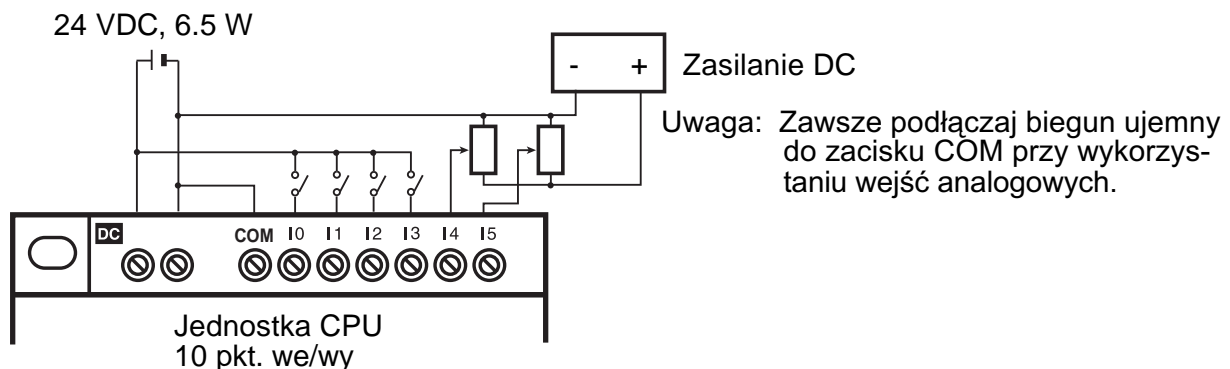 24 VDC, 6.5 W
- +
Zasilanie DC
Uwaga: Zawsze podłączaj biegun ujemny
do zacisku COM przy wykorzys-
taniu wejść analogowych.
DC COM I0 I1 I2 I3 I4 I5
Jednostka CPU
10 pkt. we/wy